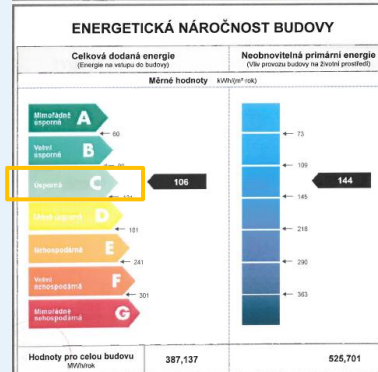 ENERGETICKÁ NÁROČNOST BUDOVY
Celková dodaná energie
(Energie na vstupu do budovy)
Neobnovitelná primární energie
(Vliv provozu budovy na životní prostředí)
Měrné hodnoty kWh/(m² rok)
Mimořádně úsporná A
60
73
Velmi úsporná B
109
Úsporná C
106
144
121
145
D
181
218
Nehospodárná E
241
290
Velmi nehospodárná F
301
363
Mimořádně nehospodárná G
Hodnoty pro celou budovu
MWh/rok
387,137
525,701